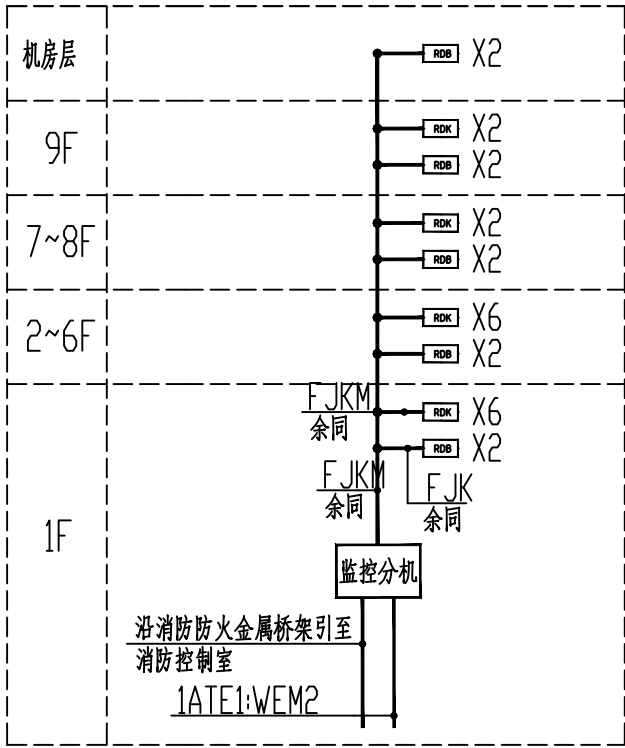 机房层
RDB X2
9F
RDK X2
RDB X2
7~8F
RDK X2
RDB X2
2~6F
RDK X6
RDB X2
FJKM
余同
RDK X6
RDB X2
FJKM
余同
FJK
余同
1F
监控分机
沿消防防火金属桥架引至
消防控制室
1ATE1:WEM2